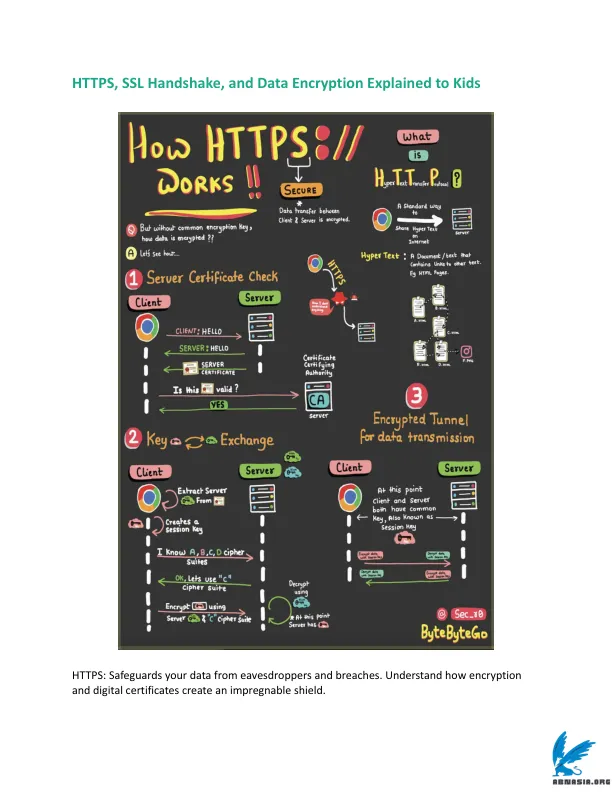 HTTPS, SSL Handshake, and Data Encryption Explained to Kids
How HTTPS://
Works !!
Secure
*
Data transfer between
Client & Server is encrypted.
What
is
HyperText Transfer Protocol ?
A Standard way
to
Share Hyper Text
on
Internet
Server
Hyper Text : A Document/text that
contains links to other text.
Eg HTML Pages.
Q But without common encryption key,
how data is encrypted ??
A Lets see how...
HTTPS
1 Server Certificate Check
Client
Server
CLIENT: HELLO
SERVER: HELLO
SERVER
CERTIFICATE
Is this valid ?
YES
Certificate
Certifying
Authority
CA
Server
2 Key Exchange
Client
Server
Extract Server
From
Creates a
Session Key
I Know A,B,C,D cipher
suites
OK, Lets use "C"
cipher suite
Encrypt using
Server & "C" cipher suite
Decrypt
using
* At this point
Server has
3
Encrypted Tunnel
for data transmission
Client
Server
At this point
Client and Server
both have common
Key, Also Known as
Session Key
Sec_r0
ByteByteGo
HTTPS: Safeguards your data from eavesdroppers and breaches. Understand how encryption
and digital certificates create an impregnable shield.
ABNASIA.ORG